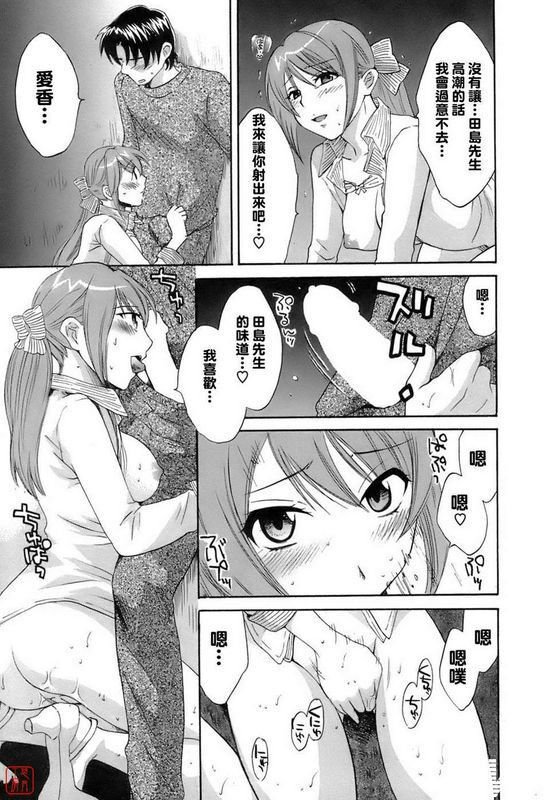 沒有讓…田島先生
高潮的話
我會過意不去…
我來讓你射出來吧…♡
愛香…
嗯…
ズルル
田島先生
的味道…
我喜歡…
嗯
嗯♡
嗯…
嗯
嗯噗